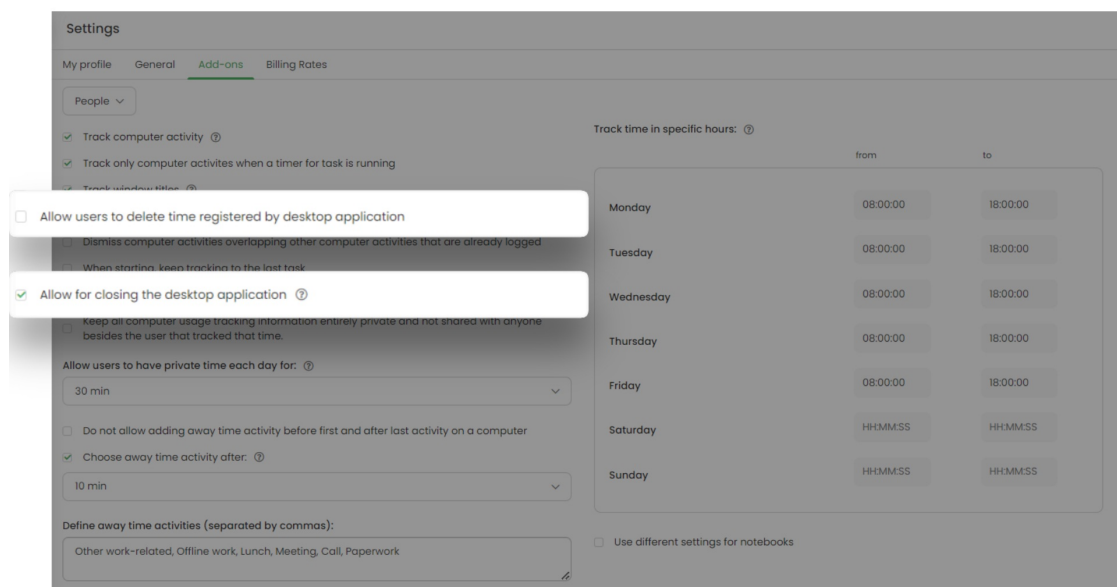 Settings
My profile General Add-ons Billing Rates
People
Track computer activity
Track only computer activites when a timer for task is running
Track window titles
Allow users to delete time registered by desktop application
Dismiss computer activities overlapping other computer activities that are already logged
When starting, keep tracking to the last task
Allow for closing the desktop application
Keep all computer usage tracking information entirely private and not shared with anyone
besides the user that tracked that time.
Allow users to have private time each day for:
30 min
Do not allow adding away time activity before first and after last activity on a computer
Choose away time activity after:
10 min
Define away time activities (separated by commas):
Other work-related, Offline work, Lunch, Meeting, Call, Paperwork
Track time in specific hours:
from to
Monday 08:00:00 18:00:00
Tuesday 08:00:00 18:00:00
Wednesday 08:00:00 18:00:00
Thursday 08:00:00 18:00:00
Friday 08:00:00 18:00:00
Saturday HH:MM:SS HH:MM:SS
Sunday HH:MM:SS HH:MM:SS
Use different settings for notebooks